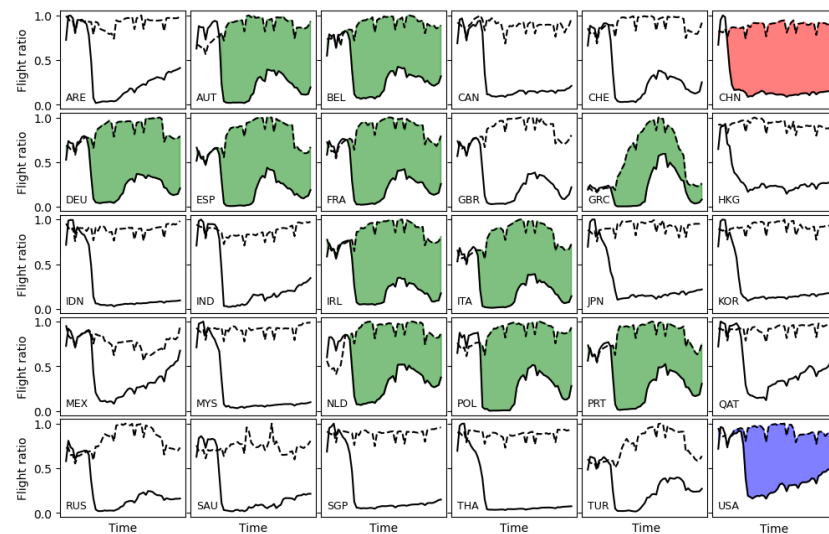 Flight ratio 1.0 0.5 0.0 ARE AUT BEL CAN CHE CHN
Flight ratio 1.0 0.5 0.0 DEU ESP FRA GBR GRC HKG
Flight ratio 1.0 0.5 0.0 IDN IND IRL ITA JPN KOR
Flight ratio 1.0 0.5 0.0 MEX MYS NLD POL PRT QAT
Flight ratio 1.0 0.5 0.0 RUS SAU SGP THA TUR USA
Time Time Time Time Time Time